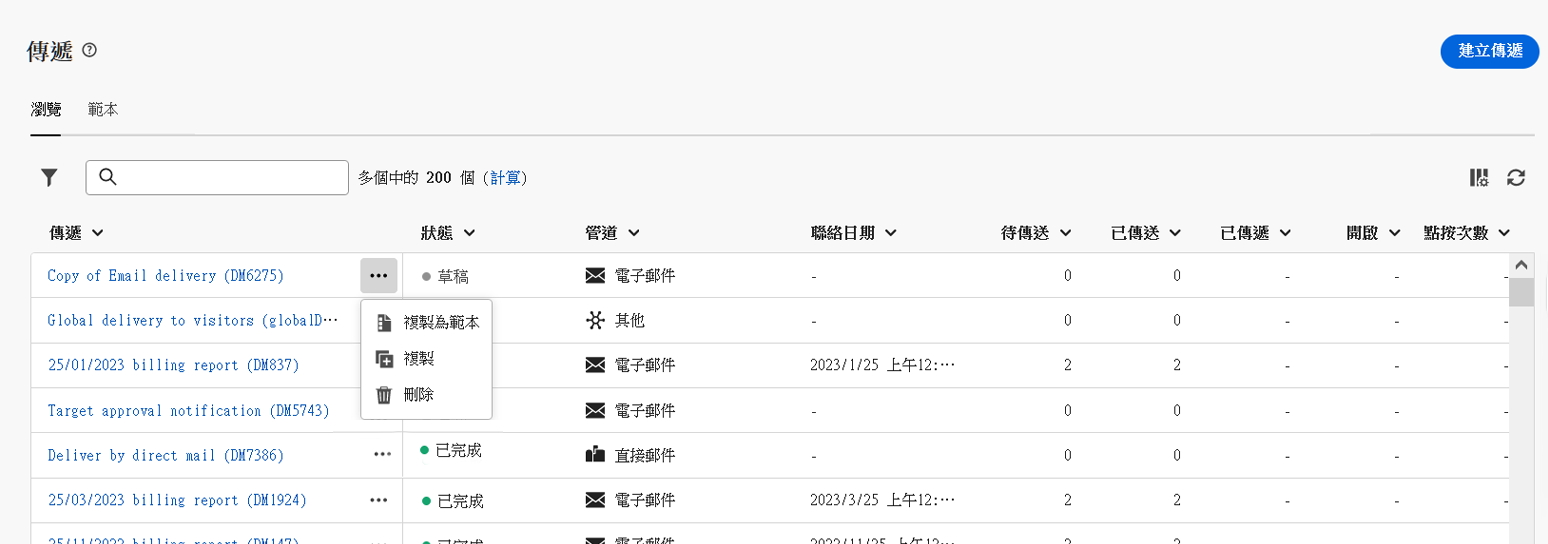 傳遞
建立傳遞
瀏覽 範本
多個中的 200 個 (計算)
傳遞 狀態 管道 聯絡日期 待傳送 已傳送 已傳遞 開啟 點按次數
Copy of Email delivery (DM6275) ••• 草稿 電子郵件 - 0 0 - - -
Global delivery to visitors (globalD··· 其他 - 0 0 - - -
複製為範本
25/01/2023 billing report (DM837) 電子郵件 2023/1/25 上午12:··· 2 2 - - -
複製
刪除
Target approval notification (DM5743) 電子郵件 - 0 0 - - -
Deliver by direct mail (DM7386) ••• 已完成 直接郵件 - 0 0 - - -
25/03/2023 billing report (DM1924) ••• 已完成 電子郵件 2023/3/25 上午12:··· 2 2 - - -